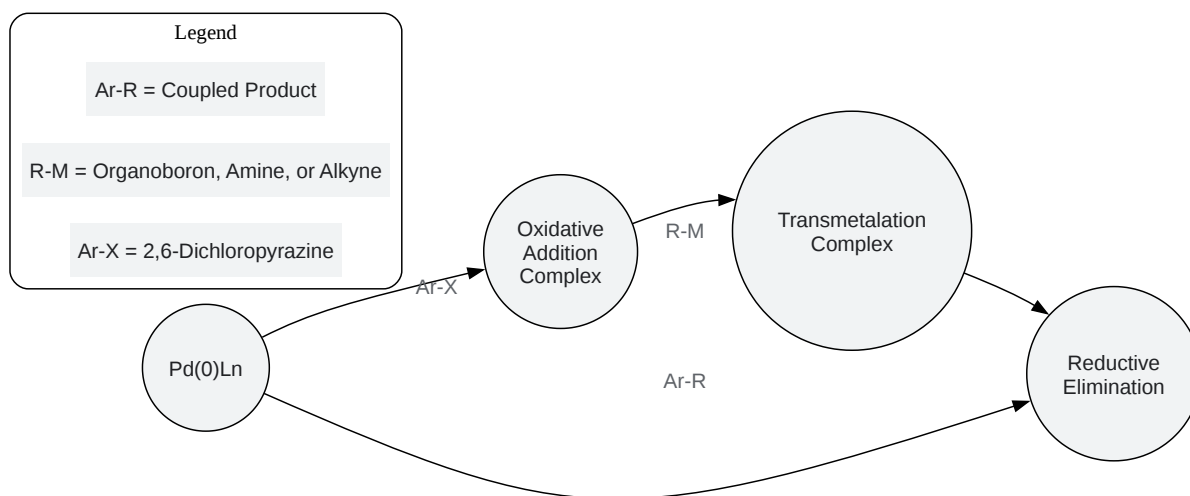 Legend
Ar-R = Coupled Product
R-M = Organoboron, Amine, or Alkyne
Ar-X = 2,6-Dichloropyrazine
Pd(0)Ln
Ar-X
Oxidative
Addition
Complex
R-M
Transmetalation
Complex
Ar-R
Reductive
Elimination